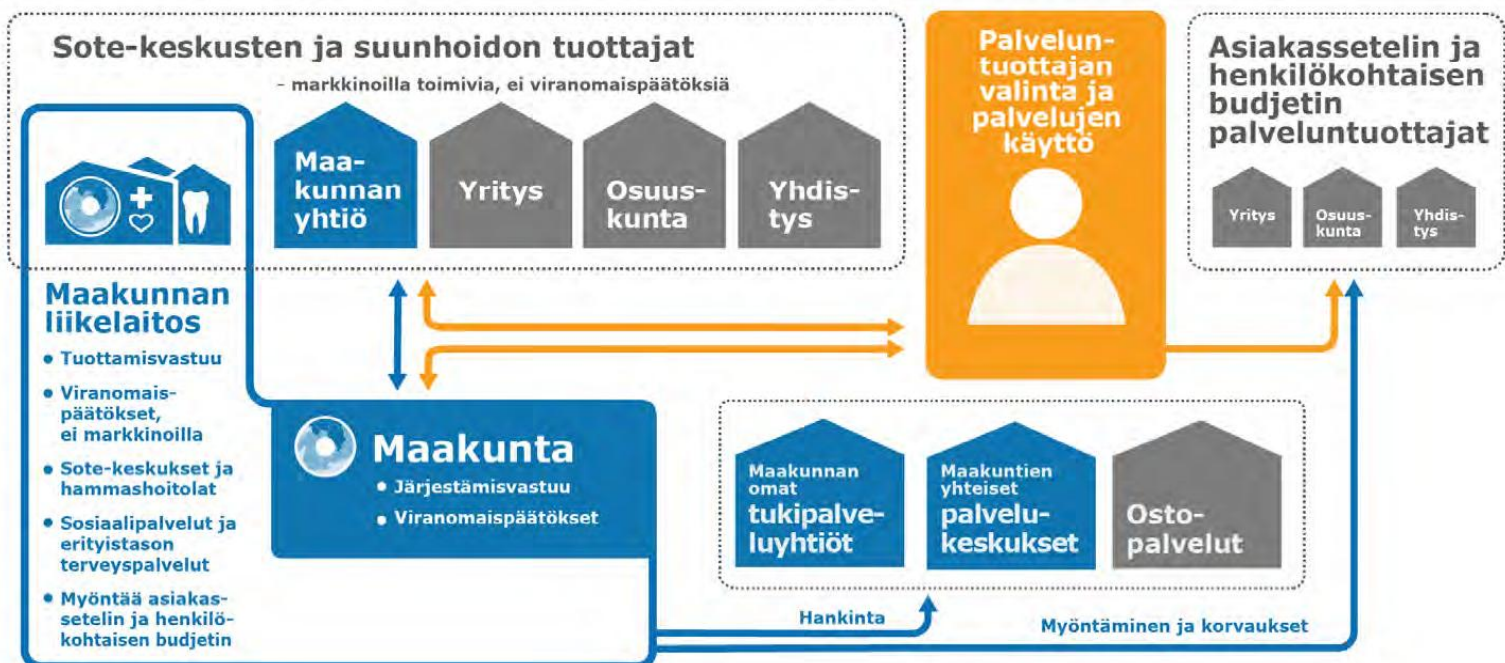 Sote-keskusten ja suunhoidon tuottajat
– markkinoilla toimivia, ei viranomaispäätöksiä
Maa-
kunnan
yhtiö
Yritys
Osuus-
kunta
Yhdis-
tys
Palvelun-
tuottajan
valinta ja
palvelujen
käyttö
Asiakassetelin ja
henkilökohtaisen
budjetin
palveluntuottajat
Yritys
Osuus-
kunta
Yhdis-
tys
Maakunnan
liikelaitos
• Tuottamisvastuu
• Viranomais-
päätökset,
ei markkinoilla
• Sote-keskukset ja
hammashoitolat
• Sosiaalipalvelut ja
erityistason
terveyspalvelut
• Myöntää asiakas-
setelin ja henkilö-
kohtaisen budjetin
Maakunta
• Järjestämisvastuu
• Viranomaispäätökset
Maakunnan
omat
tukipalve-
luyhtiöt
Maakuntien
yhteiset
palvelu-
keskukset
Osto-
palvelut
Hankinta
Myöntäminen ja korvaukset